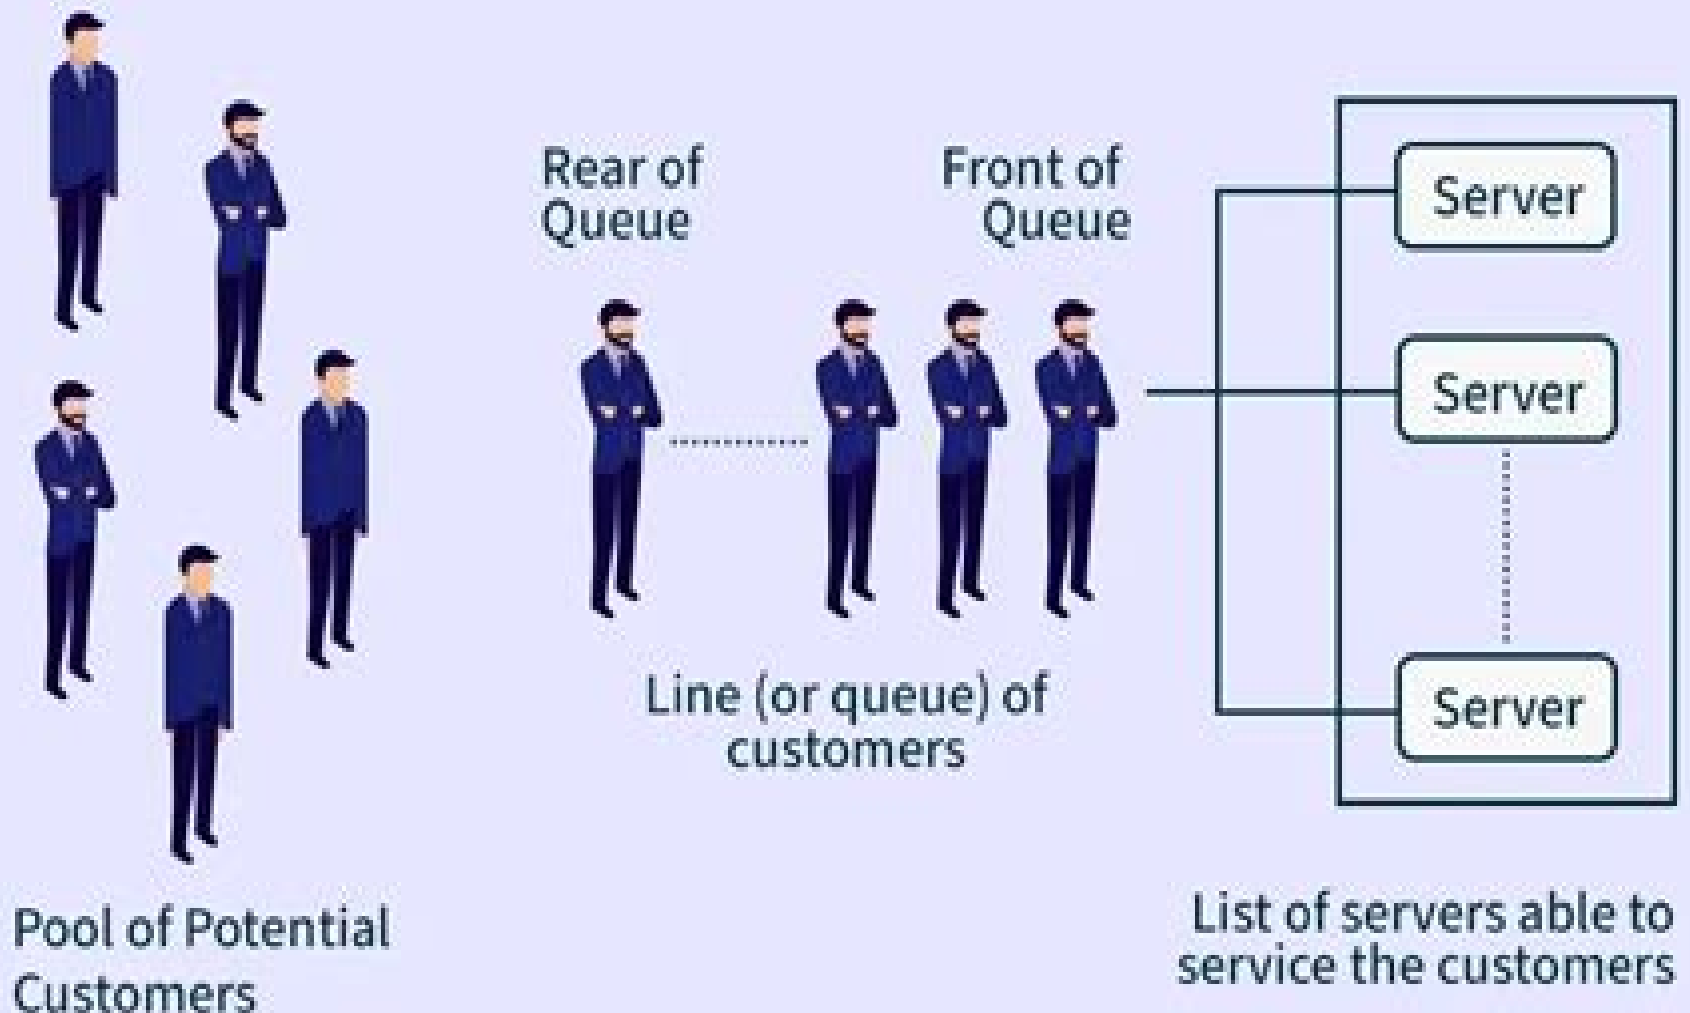 Rear of
Queue
Front of
Queue
Server
Server
Server
Line (or queue) of
customers
Pool of Potential
Customers
List of servers able to
service the customers